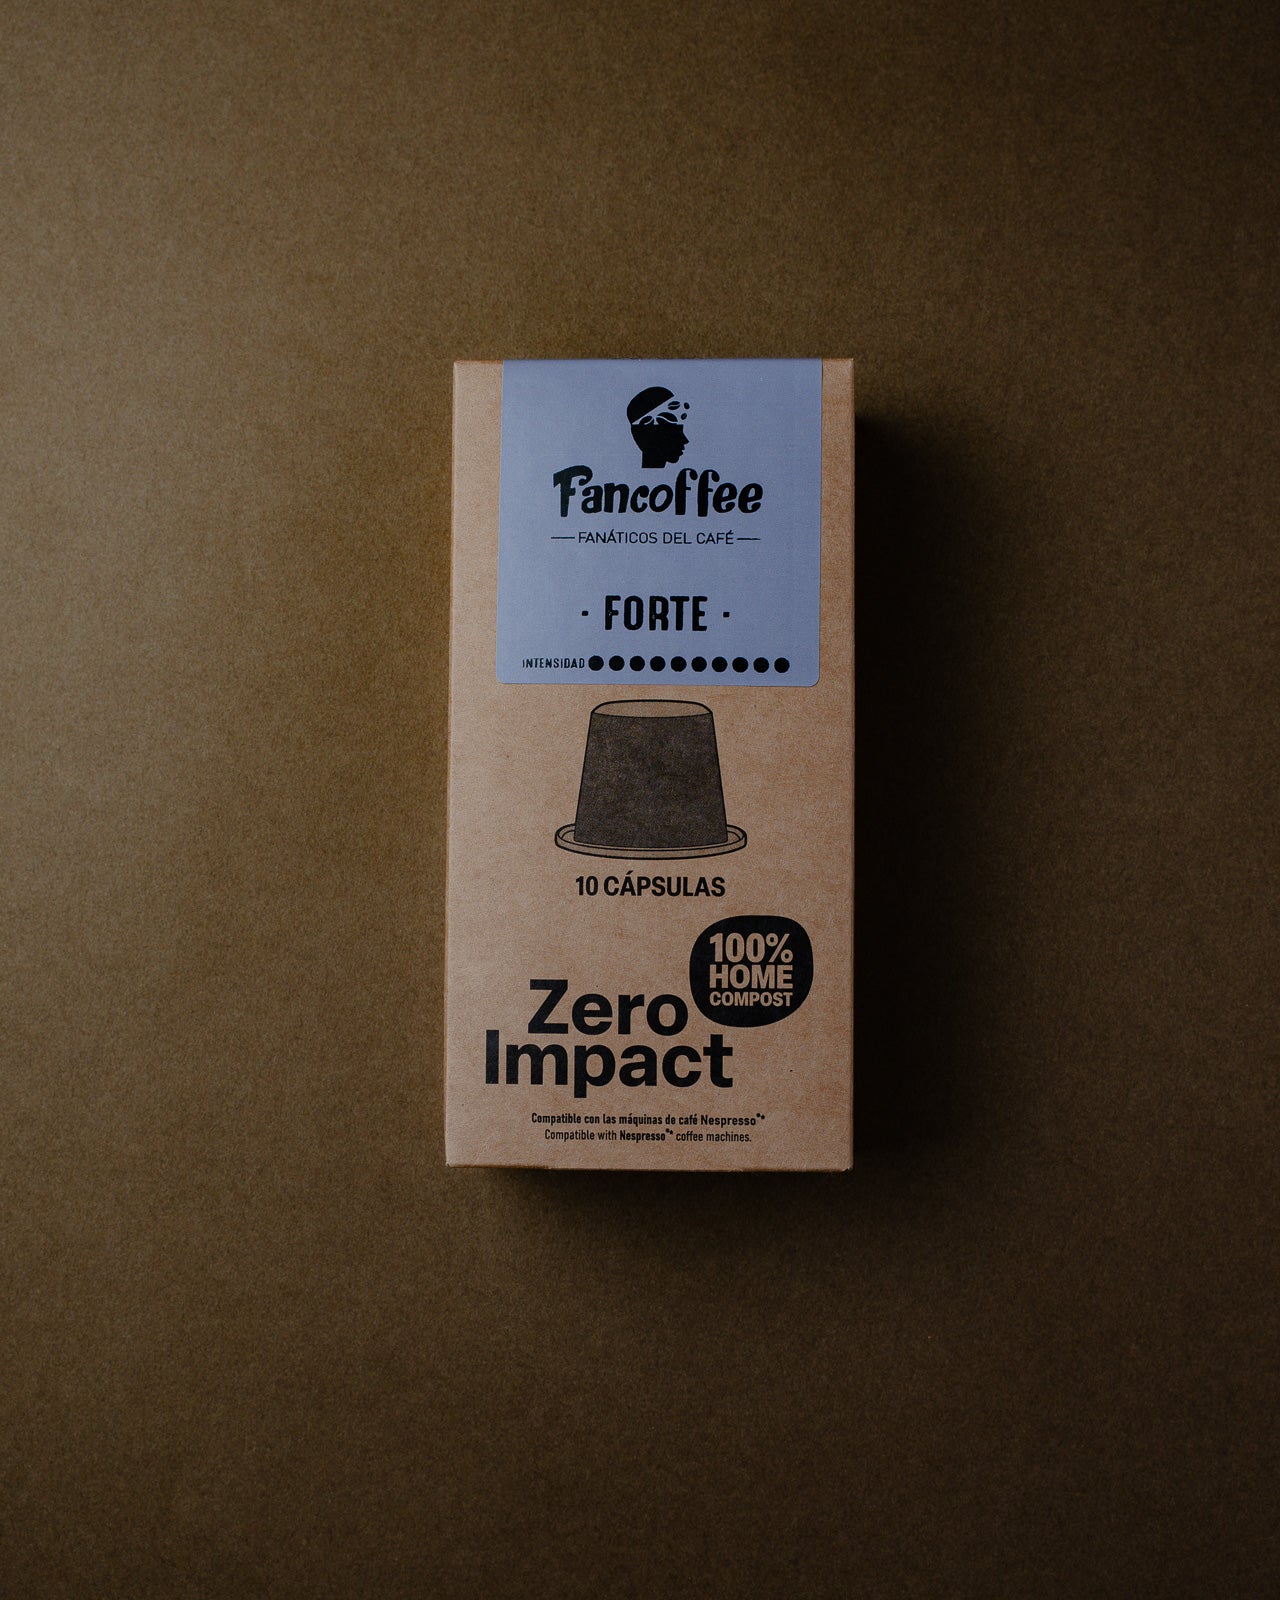 Fancoffee
FANÁTICOS DEL CAFÉ
· FORTE ·
INTENSIDAD
10 CÁPSULAS
100%
HOME
COMPOST
Zero
Impact
Compatible con las máquinas de café Nespresso®*
Compatible with Nespresso®* coffee machines.